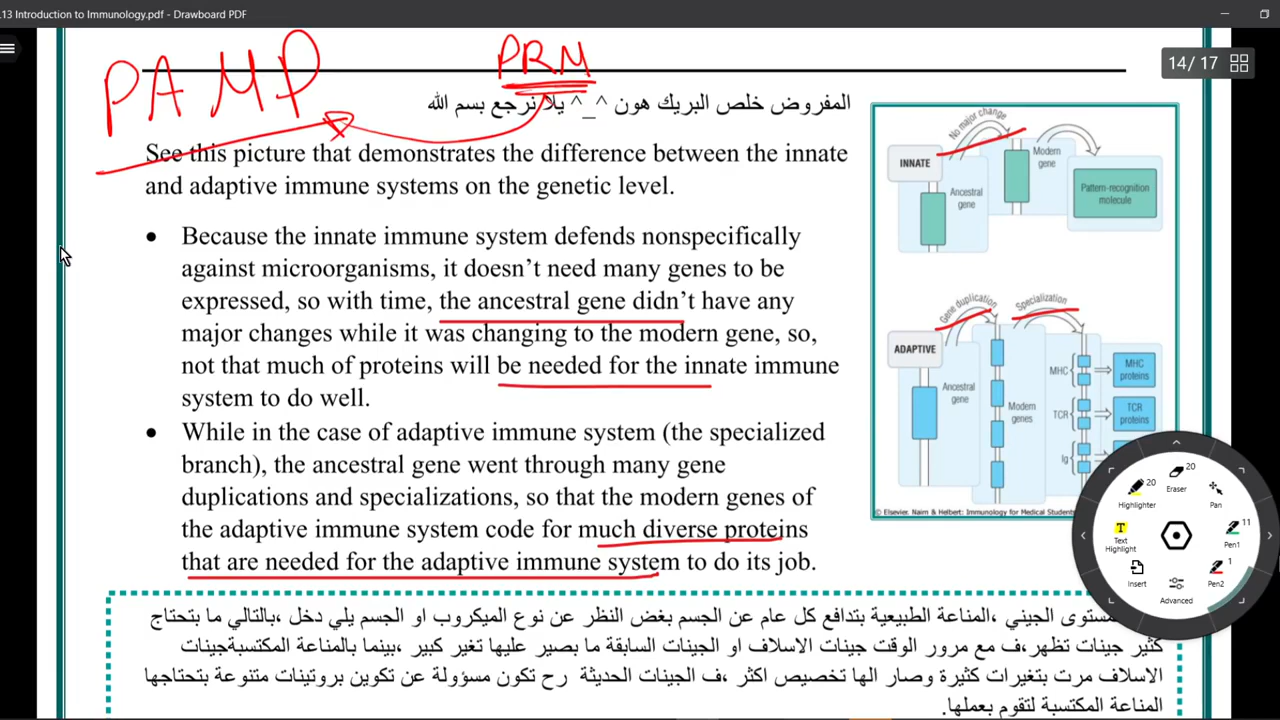 .13 Introduction to Immunology.pdf - Drawboard PDF
14 / 17
PAMP
PRM
المفروض خلص البريك هون ^_^ يلا نرجع بسم الله
See this picture that demonstrates the difference between the innate
and adaptive immune systems on the genetic level.
• Because the innate immune system defends nonspecifically
against microorganisms, it doesn't need many genes to be
expressed, so with time, the ancestral gene didn't have any
major changes while it was changing to the modern gene, so,
not that much of proteins will be needed for the innate immune
system to do well.
• While in the case of adaptive immune system (the specialized
branch), the ancestral gene went through many gene
duplications and specializations, so that the modern genes of
the adaptive immune system code for much diverse proteins
that are needed for the adaptive immune system to do its job.
No major change
INNATE
Ancestral
gene
Modern
gene
Pattern-recognition
molecule
Gene duplication
Specialization
ADAPTIVE
Ancestral
gene
Modern
genes
MHC
MHC
proteins
TCR
TCR
proteins
Ig
© Elsevier. Nairn & Helbert: Immunology for Medical Students
20
Highlighter
20
Eraser
Pan
T
Text
Highlight
11
Pen1
Insert
1
Pen2
Advanced
مستوى الجيني ،المناعة الطبيعية بتدافع كل عام عن الجسم بغض النظر عن نوع الميكروب او الجسم يلي دخل ،بالتالي ما بتحتاج
كثير جينات تظهر،ف مع مرور الوقت جينات الاسلاف او الجينات السابقة ما بصير عليها تغير كبير ،بينما بالمناعة المكتسبةجينات
الاسلاف مرت بتغيرات كثيرة وصار الها تخصيص اكثر ،ف الجينات الحديثة رح تكون مسؤولة عن تكوين بروتينات متنوعة بتحتاجها
المناعة المكتسبة لتقوم بعملها.